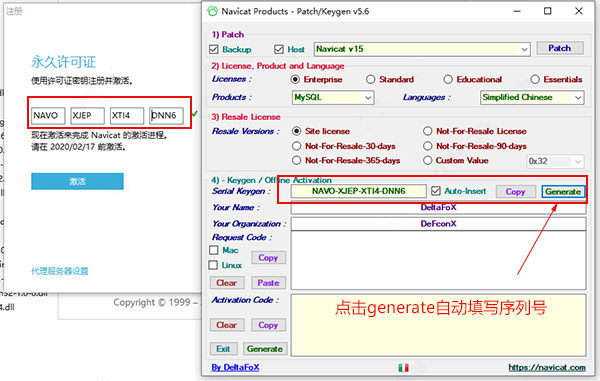 注册
永久许可证
使用许可证密钥注册并激活。
NAVO XJEP XTI4 DNN6
现在激活来完成 Navicat 的激活进程。
请在 2020/02/17 前激活。
激活
代理服务器设置
Copyright © 1999 –
Navicat Products - Patch/Keygen v5.6
1) Patch
Backup Host Navicat v15 Patch
2) License, Product and Language
Licenses : Enterprise Standard Educational Essentials
Products : MySQL Languages : Simplified Chinese
3) Resale License
Resale Versions : Site license Not-For-Resale License
Not-For-Resale-30-days Not-For-Resale-90-days
Not-For-Resale-365-days Custom Value 0x32
4) - Keygen / Offline Activation
Serial Keygen : NAVO-XJEP-XTI4-DNN6 Auto-Insert Copy Generate
Your Name : DeltaFoX
Your Organization : DeFconX
Request Code :
Mac
Linux
Copy
Clear Paste
Activation Code :
点击generate自动填写序列号
Clear Copy
Exit Generate
By DeltaFoX https://navicat.com